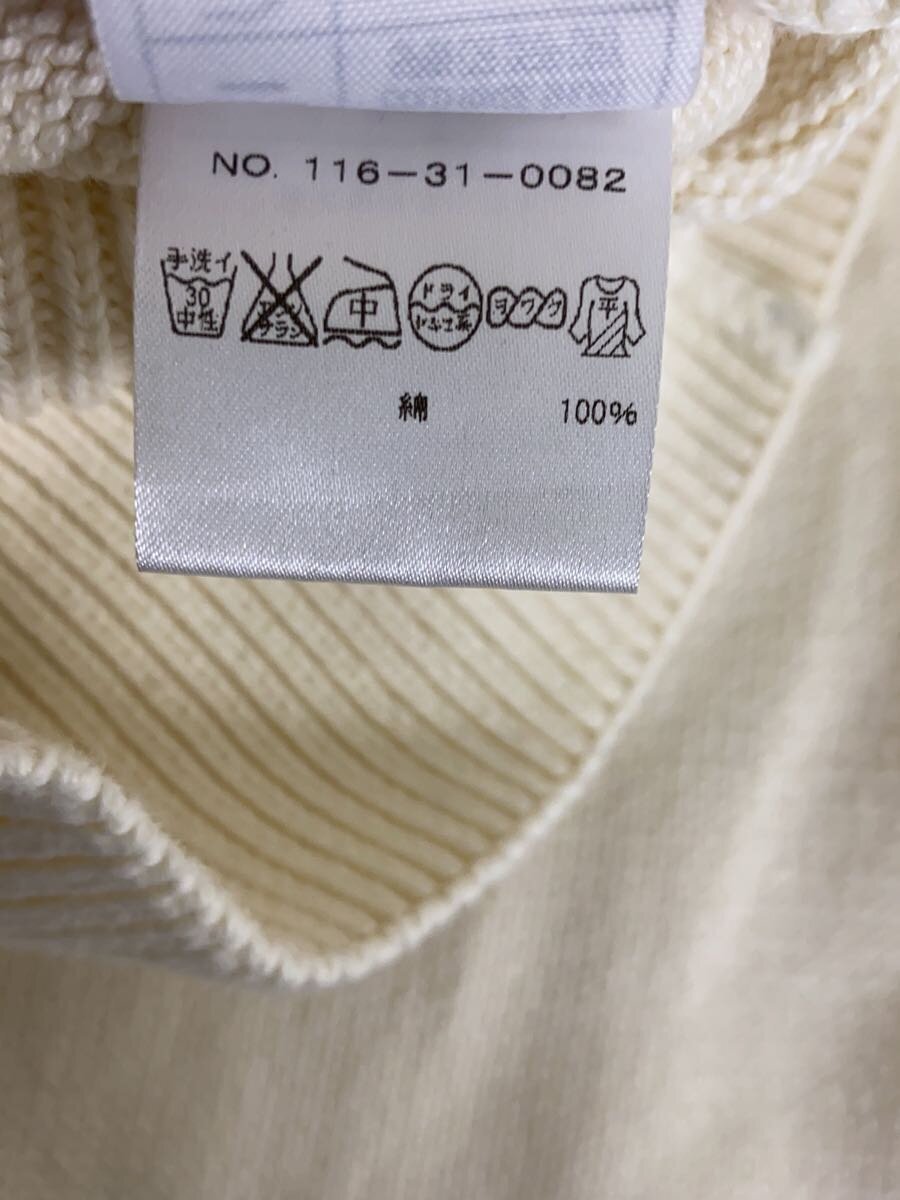 NO. 116-31-0082
手洗イ 30 中性 エンソ サラシ 中 ドライ セキユ系 ヨワク 平
綿 100%